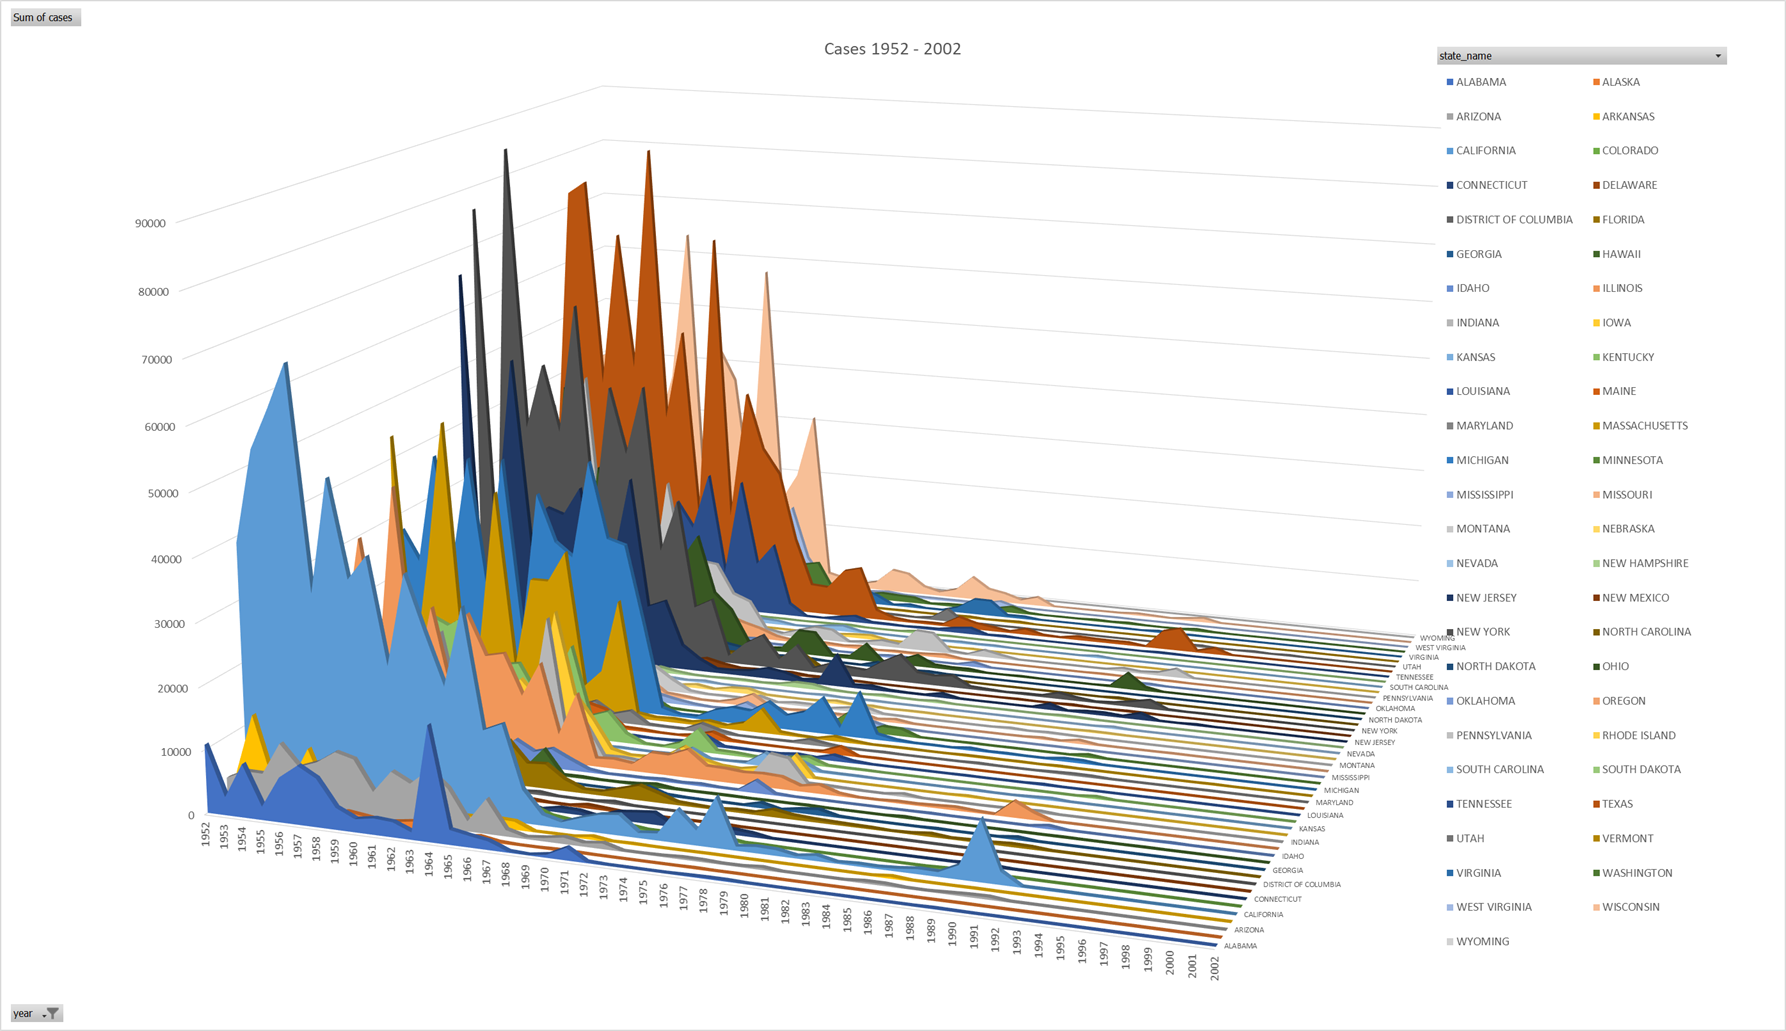 Sum of cases
Cases 1952 - 2002
state_name
ALABAMA ALASKA
ARIZONA ARKANSAS
CALIFORNIA COLORADO
CONNECTICUT DELAWARE
DISTRICT OF COLUMBIA FLORIDA
GEORGIA HAWAII
IDAHO ILLINOIS
INDIANA IOWA
KANSAS KENTUCKY
LOUISIANA MAINE
MARYLAND MASSACHUSETTS
MICHIGAN MINNESOTA
MISSISSIPPI MISSOURI
MONTANA NEBRASKA
NEVADA NEW HAMPSHIRE
NEW JERSEY NEW MEXICO
NEW YORK NORTH CAROLINA
NORTH DAKOTA OHIO
OKLAHOMA OREGON
PENNSYLVANIA RHODE ISLAND
SOUTH CAROLINA SOUTH DAKOTA
TENNESSEE TEXAS
UTAH VERMONT
VIRGINIA WASHINGTON
WEST VIRGINIA WISCONSIN
WYOMING
90000
80000
70000
60000
50000
40000
30000
20000
10000
0
WYOMING
WEST VIRGINIA
VIRGINIA
UTAH
TENNESSEE
SOUTH CAROLINA
PENNSYLVANIA
OKLAHOMA
NORTH DAKOTA
NEW YORK
NEW JERSEY
NEVADA
MONTANA
MISSISSIPPI
MICHIGAN
MARYLAND
LOUISIANA
KANSAS
INDIANA
IDAHO
GEORGIA
DISTRICT OF COLUMBIA
CONNECTICUT
CALIFORNIA
ARIZONA
ALABAMA
1952 1953 1954 1955 1956 1957 1958 1959 1960 1961 1962 1963 1964 1965 1966 1967 1968 1969 1970 1971 1972 1973 1974 1975 1976 1977 1978 1979 1980 1981 1982 1983 1984 1985 1986 1987 1988 1989 1990 1991 1992 1993 1994 1995 1996 1997 1998 1999 2000 2001 2002
year